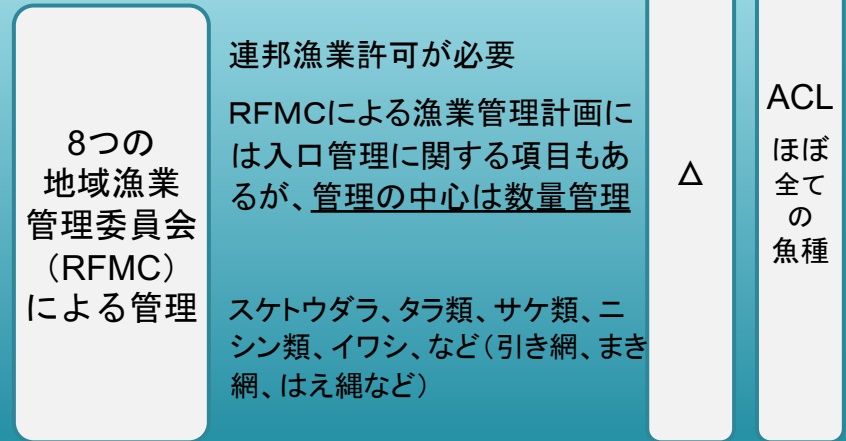 8つの
地域漁業
管理委員会
（RFMC）
による管理
連邦漁業許可が必要
RFMCによる漁業管理計画に
は入口管理に関する項目もあ
るが、管理の中心は数量管理
スケトウダラ、タラ類、サケ類、ニ
シン類、イワシ、など（引き網、まき
網、はえ縄など）
△
ACL
ほぼ
全て
の
魚種